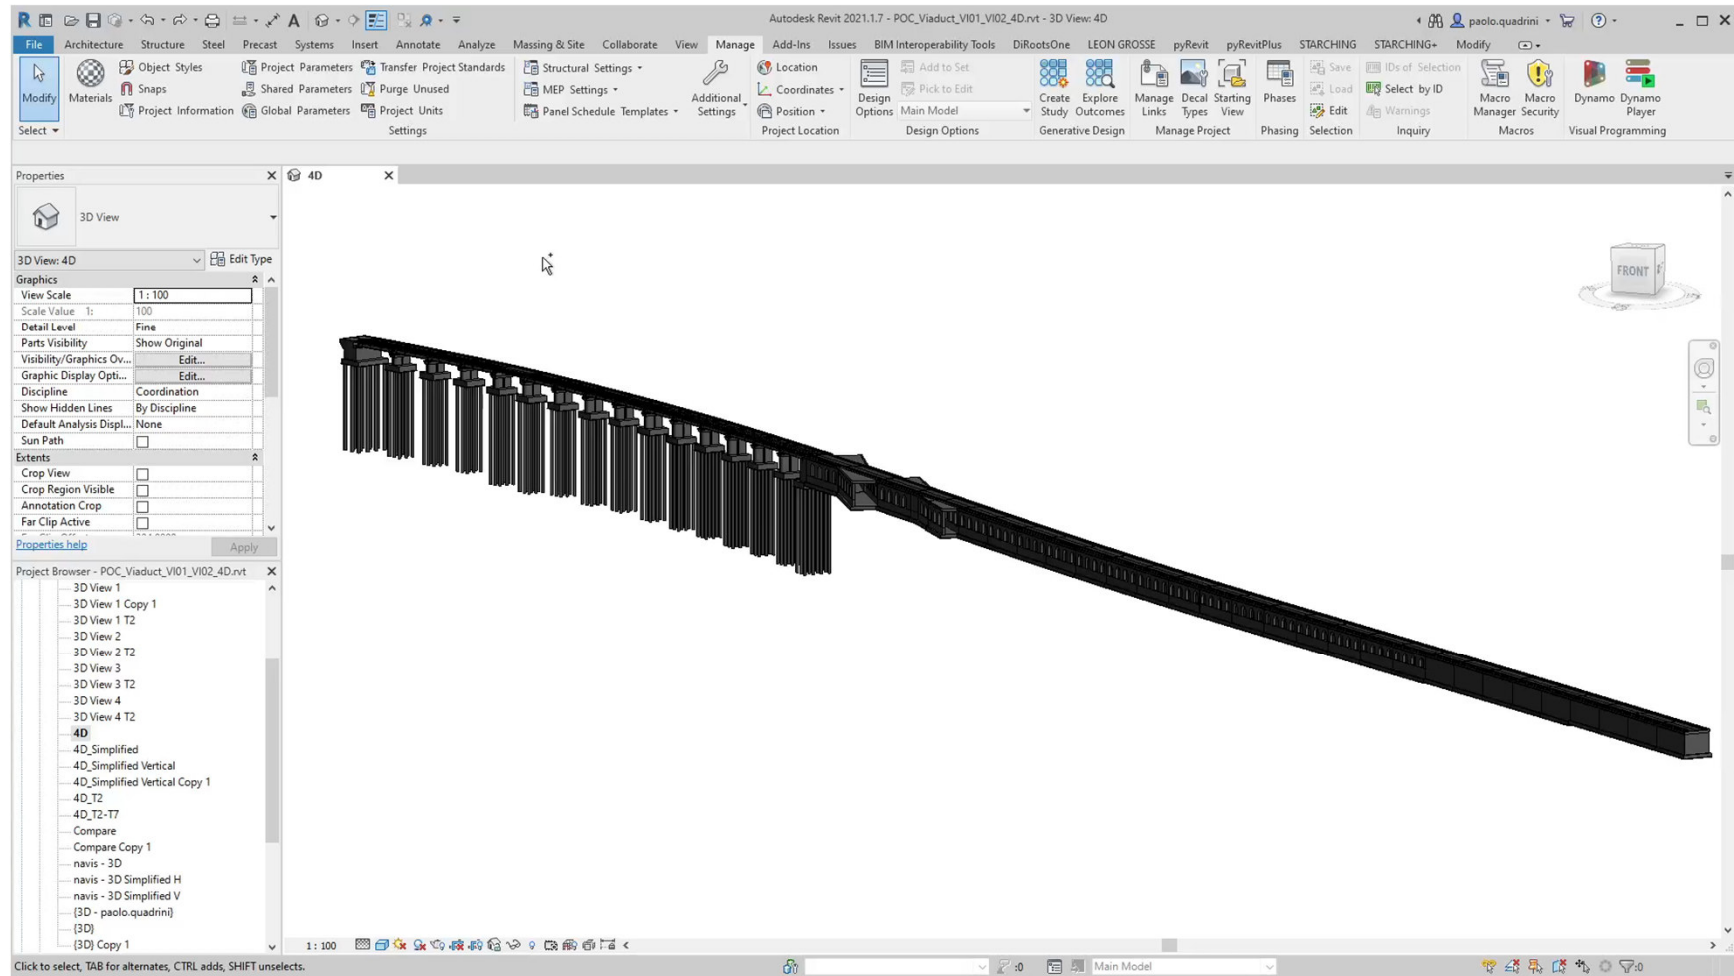 Autodesk Revit 2021.1.7 - POC_Viaduct_VI01_VI02_4D.rvt - 3D View: 4D
paolo.quadrini
File Architecture Structure Steel Precast Systems Insert Annotate Analyze Massing & Site Collaborate View Manage Add-Ins Issues BIM Interoperability Tools DiRootsOne LEON GROSSE pyRevit pyRevitPlus STARCHING STARCHING+ Modify
Modify
Select
Materials
Object Styles
Snaps
Project Information
Project Parameters
Shared Parameters
Global Parameters
Transfer Project Standards
Purge Unused
Project Units
Settings
Structural Settings
MEP Settings
Panel Schedule Templates
Additional
Settings
Location
Coordinates
Position
Project Location
Design
Options
Add to Set
Pick to Edit
Main Model
Design Options
Create
Study
Explore
Outcomes
Generative Design
Manage
Links
Decal
Types
Starting
View
Manage Project
Phases
Phasing
Save
Load
Edit
Selection
IDs of Selection
Select by ID
Warnings
Inquiry
Macro
Manager
Macro
Security
Macros
Dynamo
Dynamo
Player
Visual Programming
Properties
3D View
3D View: 4D
Edit Type
Graphics
View Scale 1 : 100
Scale Value 1: 100
Detail Level Fine
Parts Visibility Show Original
Visibility/Graphics Ov... Edit...
Graphic Display Opti... Edit...
Discipline Coordination
Show Hidden Lines By Discipline
Default Analysis Displ... None
Sun Path
Extents
Crop View
Crop Region Visible
Annotation Crop
Far Clip Active
Properties help
Apply
Project Browser - POC_Viaduct_VI01_VI02_4D.rvt
3D View 1
3D View 1 Copy 1
3D View 1 T2
3D View 2
3D View 2 T2
3D View 3
3D View 3 T2
3D View 4
3D View 4 T2
4D
4D_Simplified
4D_Simplified Vertical
4D_Simplified Vertical Copy 1
4D_T2
4D_T2-T7
Compare
Compare Copy 1
navis - 3D
navis - 3D Simplified H
navis - 3D Simplified V
{3D - paolo.quadrini}
{3D}
{3D} Copy 1
4D
FRONT
1 : 100
Click to select, TAB for alternates, CTRL adds, SHIFT unselects.
:0
Main Model
:0